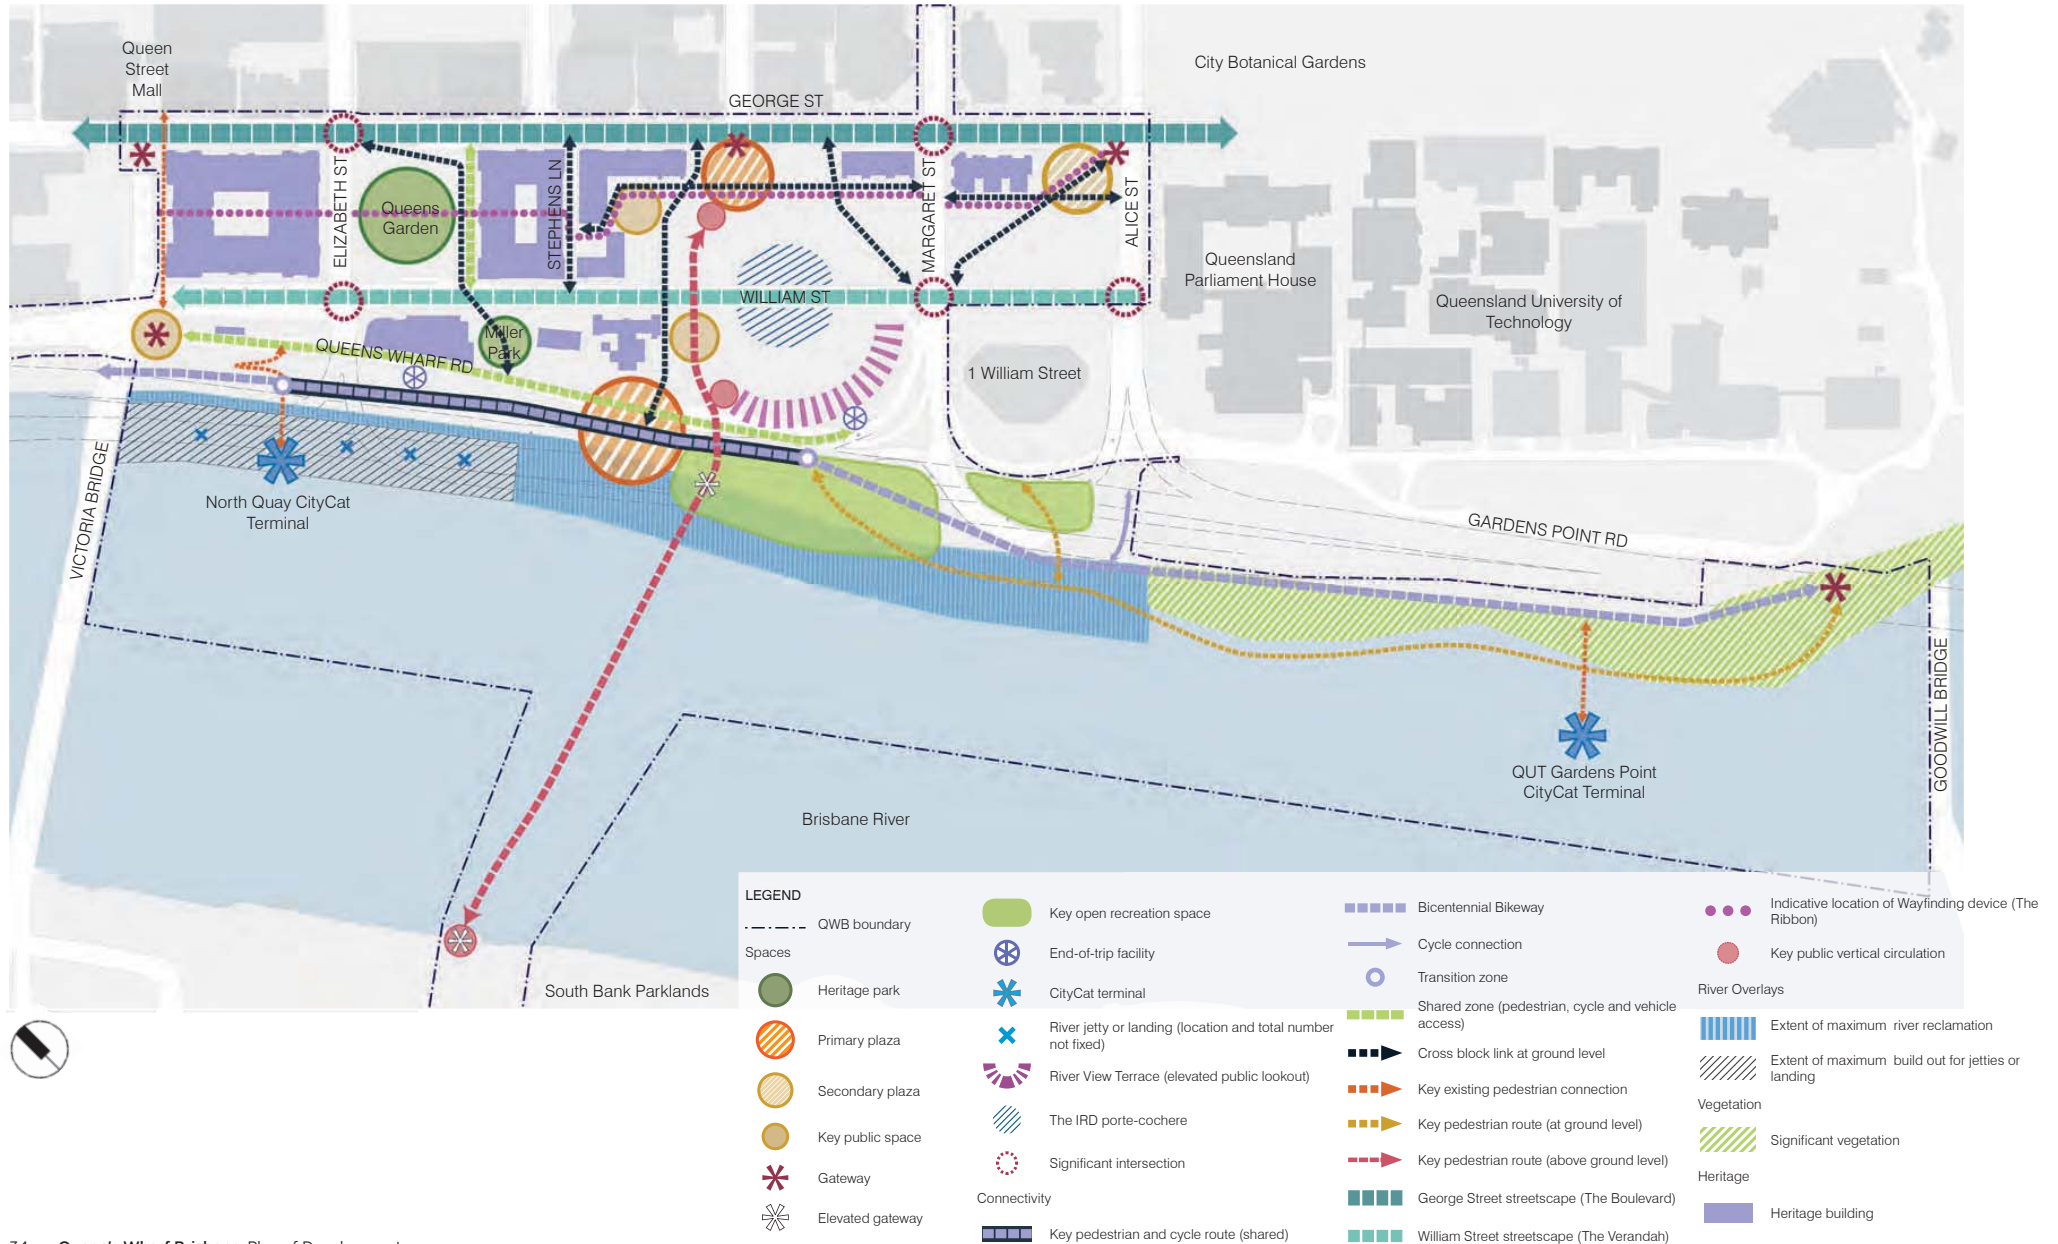 Queen
Street
Mall
City Botanical Gardens
GEORGE ST
ELIZABETH ST
Queens
Garden
STEPHENS LN
MARGARET ST
ALICE ST
Queensland
Parliament House
Queensland University of
Technology
WILLIAM ST
Miller
Park
QUEENS WHARF RD
1 William Street
North Quay CityCat
Terminal
VICTORIA BRIDGE
GARDENS POINT RD
GOODWILL BRIDGE
QUT Gardens Point
CityCat Terminal
Brisbane River
South Bank Parklands
LEGEND
QWB boundary
Spaces
Heritage park
Primary plaza
Secondary plaza
Key public space
Gateway
Elevated gateway
Key open recreation space
End-of-trip facility
CityCat terminal
River jetty or landing (location and total number
not fixed)
River View Terrace (elevated public lookout)
The IRD porte-cochere
Significant intersection
Connectivity
Key pedestrian and cycle route (shared)
Bicentennial Bikeway
Cycle connection
Transition zone
Shared zone (pedestrian, cycle and vehicle
access)
Cross block link at ground level
Key existing pedestrian connection
Key pedestrian route (at ground level)
Key pedestrian route (above ground level)
George Street streetscape (The Boulevard)
William Street streetscape (The Verandah)
Indicative location of Wayfinding device (The
Ribbon)
Key public vertical circulation
River Overlays
Extent of maximum river reclamation
Extent of maximum build out for jetties or
landing
Vegetation
Significant vegetation
Heritage
Heritage building